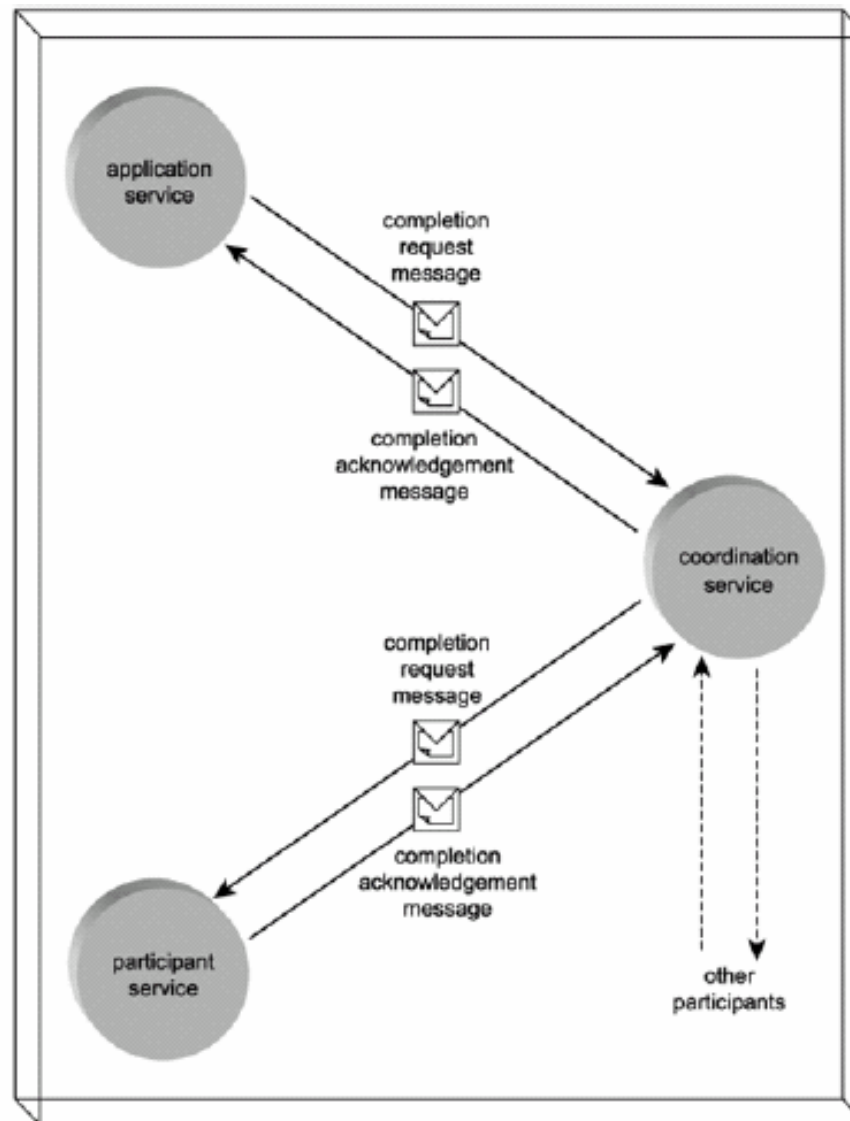 application
service
completion
request
message
completion
acknowledgement
message
coordination
service
completion
request
message
completion
acknowledgement
message
participant
service
other
participants